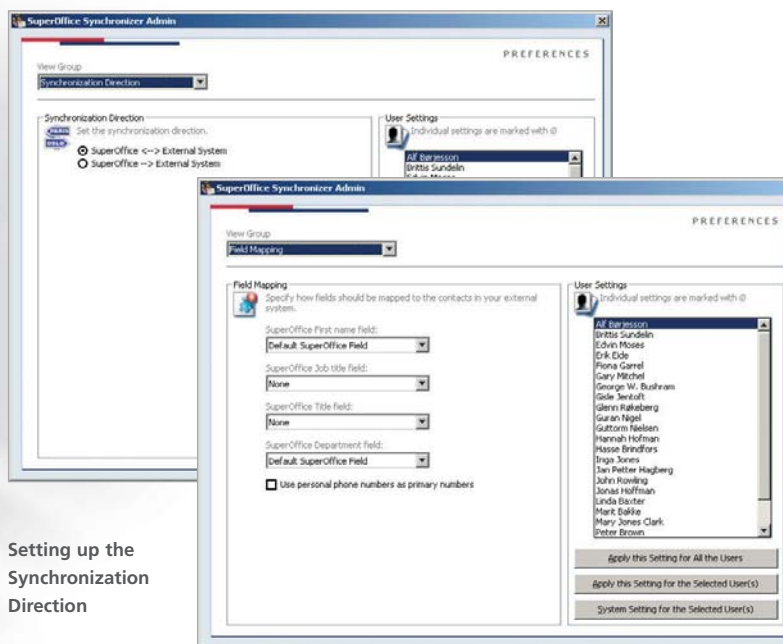 SuperOffice Synchronizer Admin
PREFERENCES
View Group
Synchronization Direction
Synchronization Direction
PARIS
OSLO
Set the synchronization direction.
SuperOffice <--> External System
SuperOffice --> External System
User Settings
Individual settings are marked with Ø
Alf Børjesson
Brittis Sundelin
SuperOffice Synchronizer Admin
PREFERENCES
View Group
Field Mapping
Field Mapping
Specify how fields should be mapped to the contacts in your external
system.
SuperOffice First name field:
Default SuperOffice Field
SuperOffice Job title field:
None
SuperOffice Title field:
None
SuperOffice Department field:
Default SuperOffice Field
Use personal phone numbers as primary numbers
User Settings
Individual settings are marked with Ø
Alf Børjesson
Brittis Sundelin
Edvin Moses
Erik Eide
Fiona Garrel
Gary Mitchel
George W. Bushram
Gisle Jentoft
Glenn Røkeberg
Guran Nigel
Guttorm Nielsen
Hannah Hofman
Hasse Brindfors
Inga Jones
Jan Petter Hagberg
John Rowling
Jonas Hoffman
Linda Baxter
Marit Bakke
Mary Jones Clark
Peter Brown
Apply this Setting for All the Users
Apply this Setting for the Selected User(s)
System Setting for the Selected User(s)
Setting up the
Synchronization
Direction